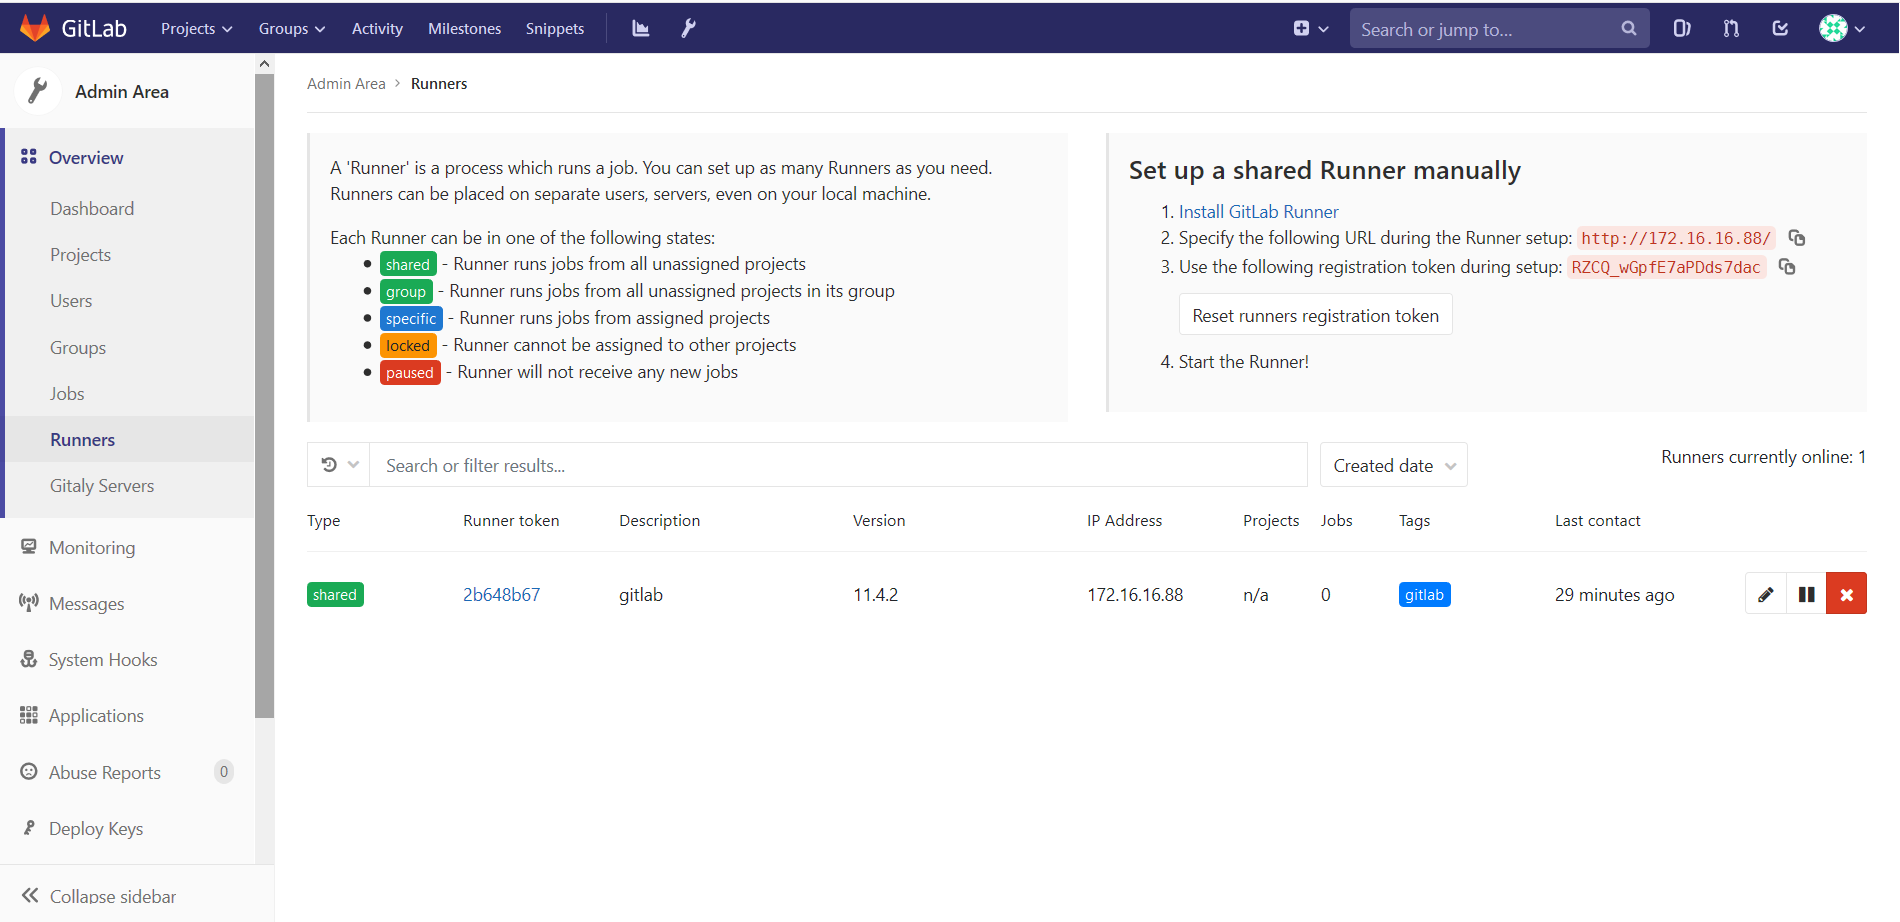 GitLab Projects Groups Activity Milestones Snippets Search or jump to...
Admin Area
Overview
Dashboard
Projects
Users
Groups
Jobs
Runners
Gitaly Servers
Monitoring
Messages
System Hooks
Applications
Abuse Reports 0
Deploy Keys
Collapse sidebar
Admin Area > Runners
A 'Runner' is a process which runs a job. You can set up as many Runners as you need.
Runners can be placed on separate users, servers, even on your local machine.
Each Runner can be in one of the following states:
• shared - Runner runs jobs from all unassigned projects
• group - Runner runs jobs from all unassigned projects in its group
• specific - Runner runs jobs from assigned projects
• locked - Runner cannot be assigned to other projects
• paused - Runner will not receive any new jobs
Set up a shared Runner manually
1. Install GitLab Runner
2. Specify the following URL during the Runner setup: http://172.16.16.88/
3. Use the following registration token during setup: RZCQ_wGpfE7aPDds7dac
Reset runners registration token
4. Start the Runner!
Search or filter results... Created date Runners currently online: 1
Type Runner token Description Version IP Address Projects Jobs Tags Last contact
shared 2b648b67 gitlab 11.4.2 172.16.16.88 n/a 0 gitlab 29 minutes ago